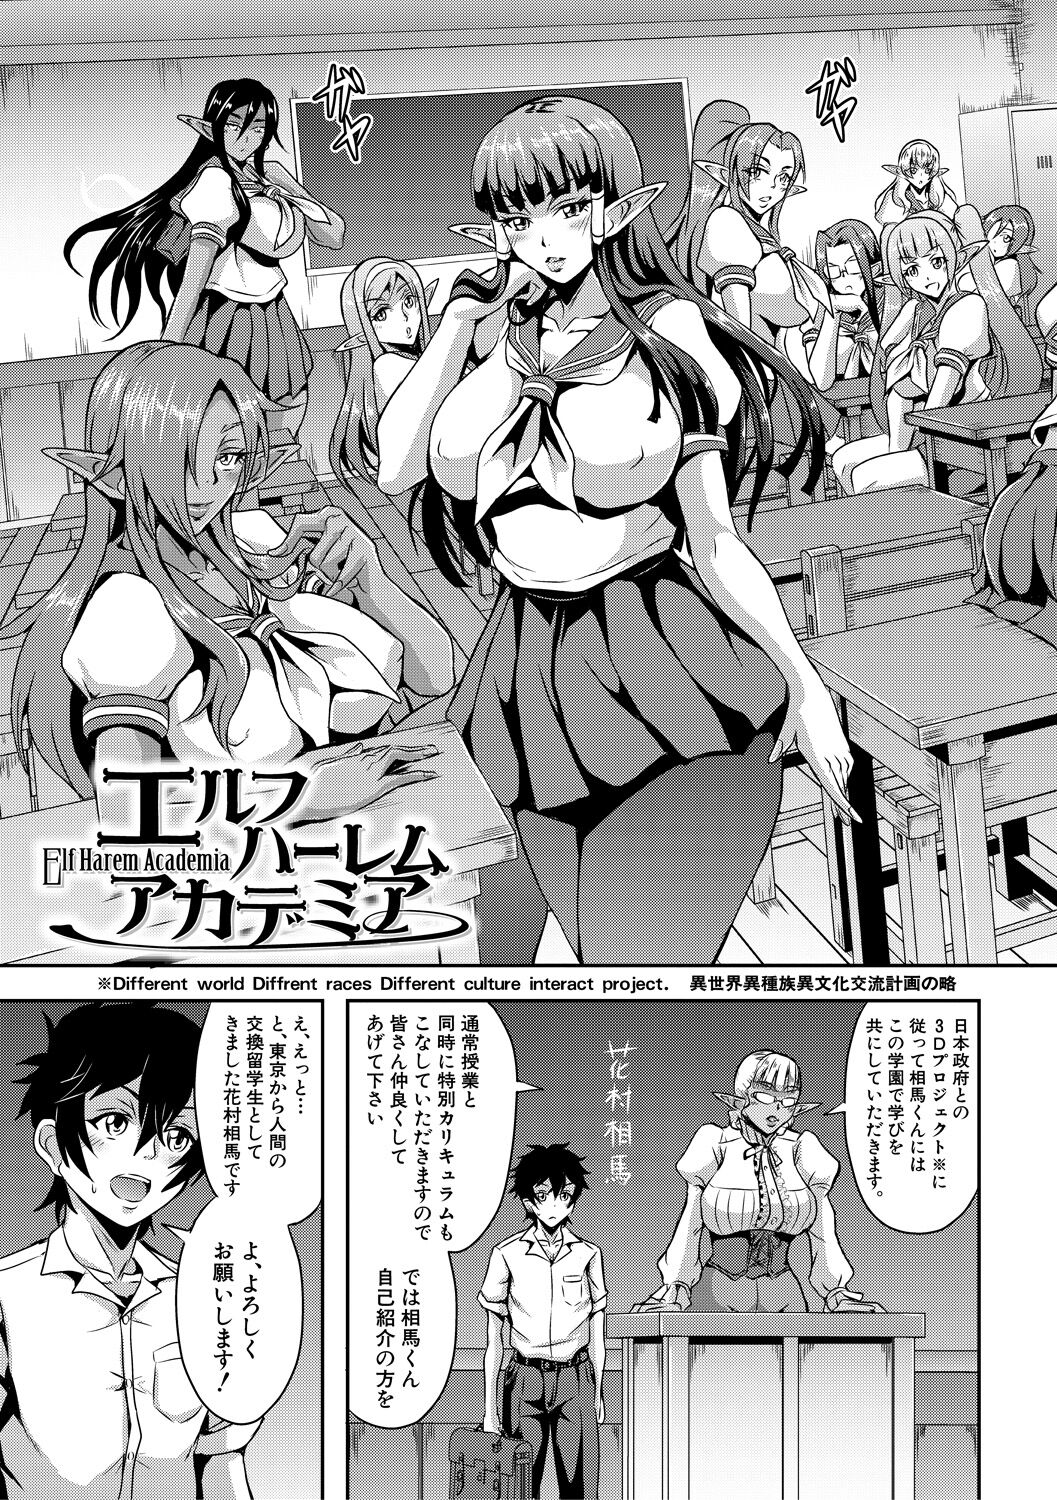 ガヤ
ガヤ
エルフ
Elf Harem Academia
ハーレム
アカデミア
※Different world Diffrent races Different culture interact project. 異世界異種族異文化交流計画の略
日本政府との
3Dプロジェクト※に
従って相馬くんには
この学園で学びを
共にしていただきます。
花村相馬
通常授業と
同時に特別カリキュラムも
こなしていただきますので
皆さん仲良くして
あげて下さい
では相馬くん
自己紹介の方を
え、えっと…
と、東京から人間の
交換留学生として
きました花村相馬です
よ、よろしく
お願いします!